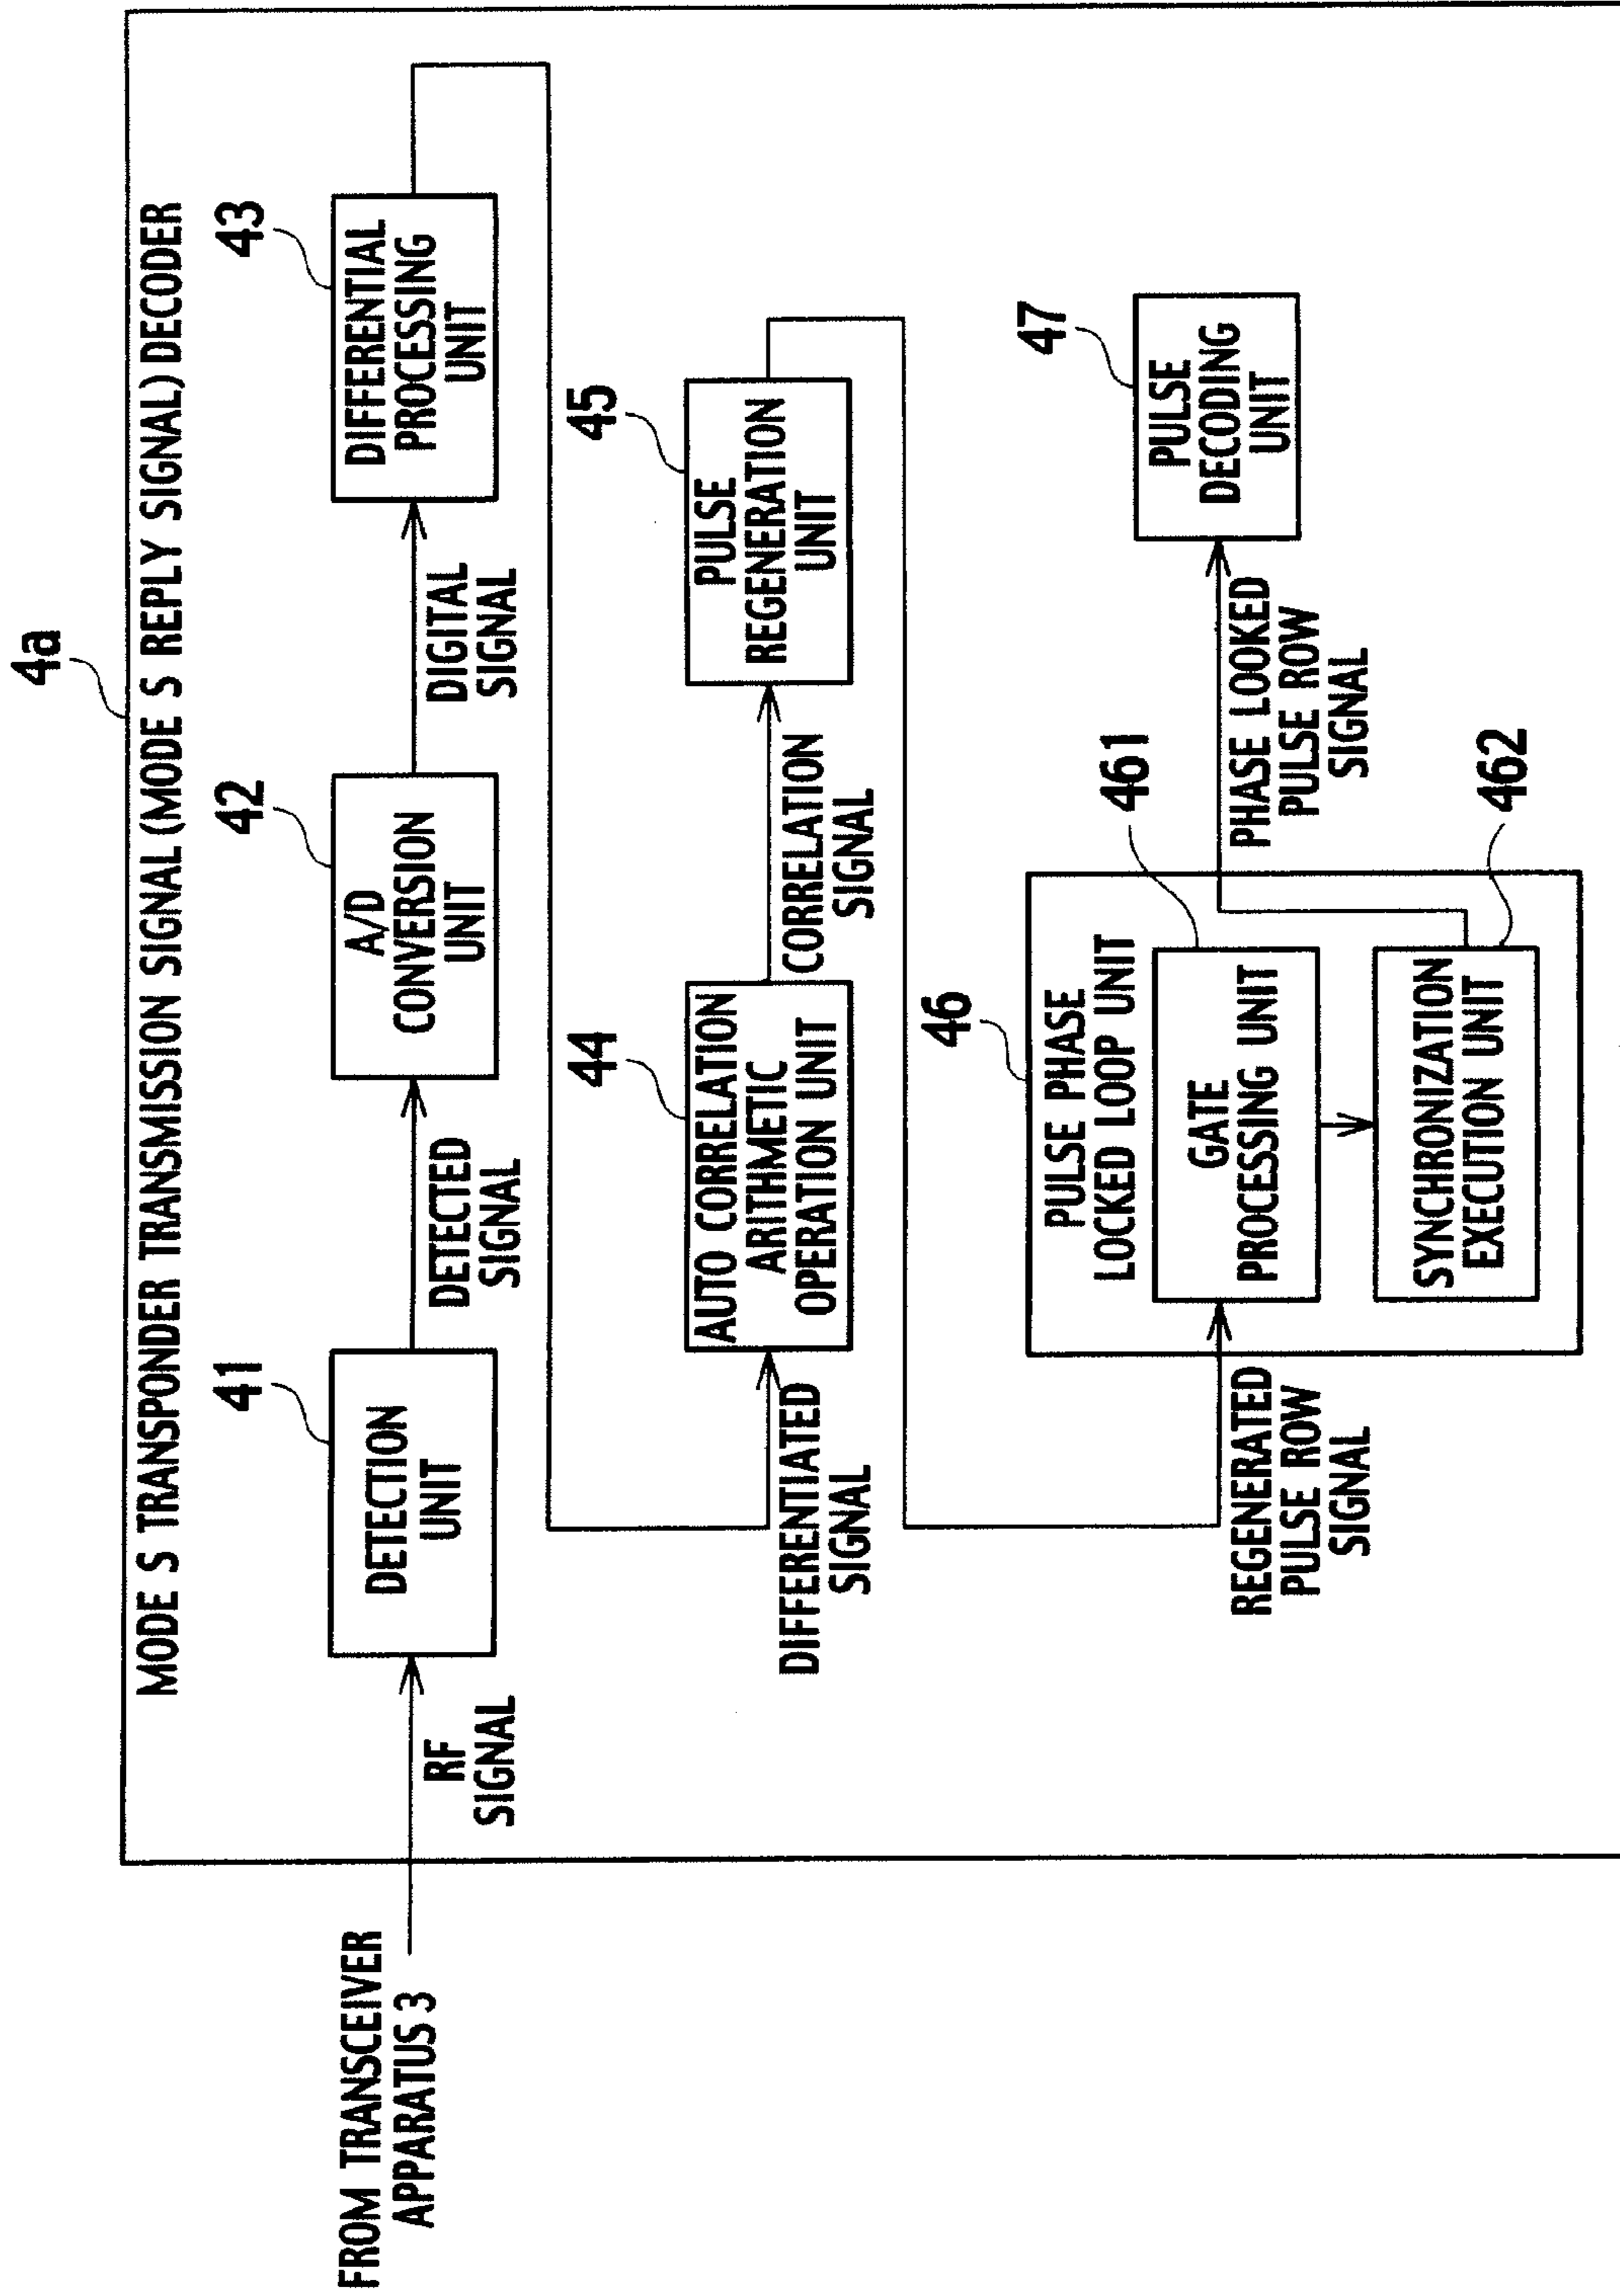 4a
MODE S TRANSPONDER TRANSMISSION SIGNAL (MODE S REPLY SIGNAL) DECODER
FROM TRANSCEIVER
APPARATUS 3
RF
SIGNAL
41
DETECTION
UNIT
DETECTED
SIGNAL
42
A/D
CONVERSION
UNIT
DIGITAL
SIGNAL
43
DIFFERENTIAL
PROCESSING
UNIT
DIFFERENTIATED
SIGNAL
44
AUTO CORRELATION
ARITHMETIC
OPERATION UNIT
CORRELATION
SIGNAL
45
PULSE
REGENERATION
UNIT
REGENERATED
PULSE ROW
SIGNAL
46
PULSE PHASE
LOCKED LOOP UNIT
GATE
PROCESSING UNIT
461
SYNCHRONIZATION
EXECUTION UNIT
462
PHASE LOOKED
PULSE ROW
SIGNAL
47
PULSE
DECODING
UNIT